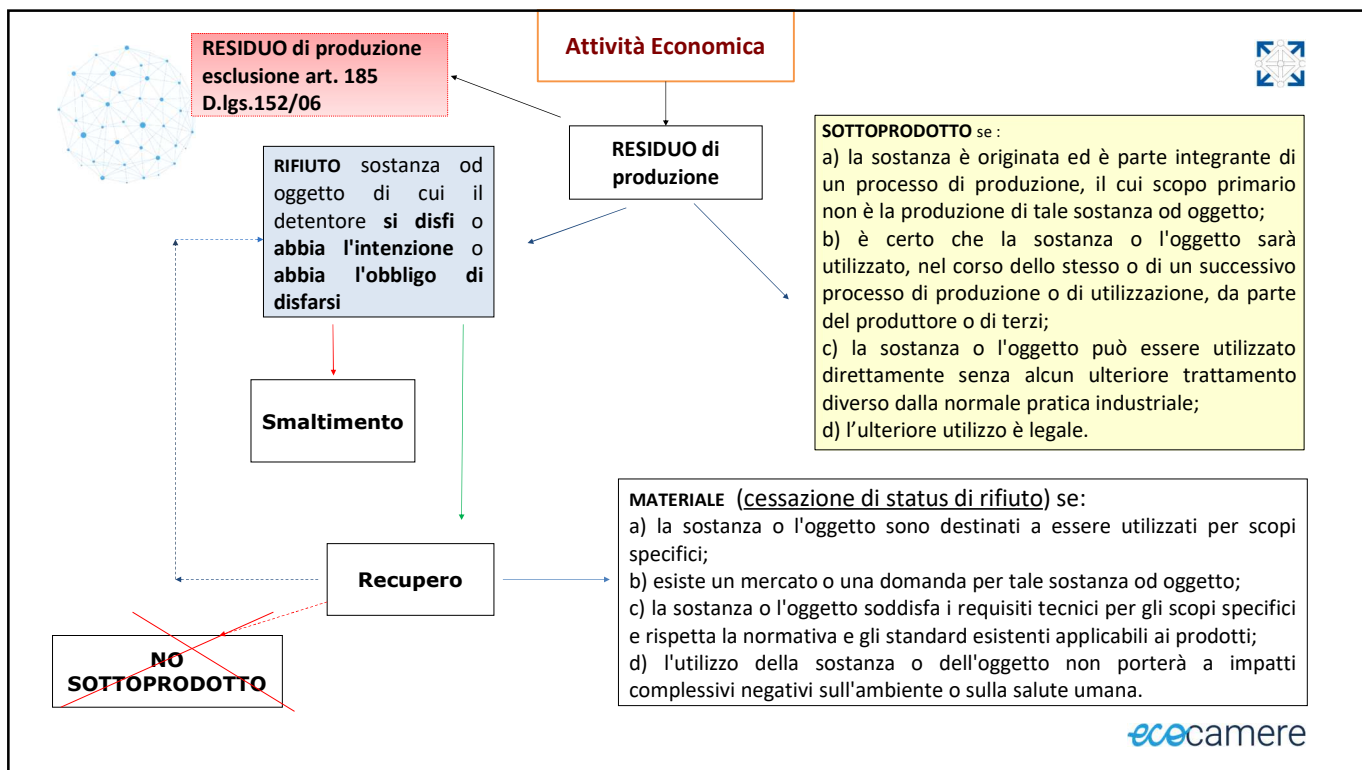 Attività Economica
RESIDUO di produzione
esclusione art. 185
D.lgs.152/06
RESIDUO di
produzione
RIFIUTO sostanza od
oggetto di cui il
detentore si disfi o
abbia l'intenzione o
abbia l'obbligo di
disfarsi
SOTTOPRODOTTO se :
a) la sostanza è originata ed è parte integrante di
un processo di produzione, il cui scopo primario
non è la produzione di tale sostanza od oggetto;
b) è certo che la sostanza o l'oggetto sarà
utilizzato, nel corso dello stesso o di un successivo
processo di produzione o di utilizzazione, da parte
del produttore o di terzi;
c) la sostanza o l'oggetto può essere utilizzato
direttamente senza alcun ulteriore trattamento
diverso dalla normale pratica industriale;
d) l’ulteriore utilizzo è legale.
Smaltimento
Recupero
MATERIALE (cessazione di status di rifiuto) se:
a) la sostanza o l'oggetto sono destinati a essere utilizzati per scopi
specifici;
b) esiste un mercato o una domanda per tale sostanza od oggetto;
c) la sostanza o l'oggetto soddisfa i requisiti tecnici per gli scopi specifici
e rispetta la normativa e gli standard esistenti applicabili ai prodotti;
d) l'utilizzo della sostanza o dell'oggetto non porterà a impatti
complessivi negativi sull'ambiente o sulla salute umana.
NO
SOTTOPRODOTTO
ecocamere